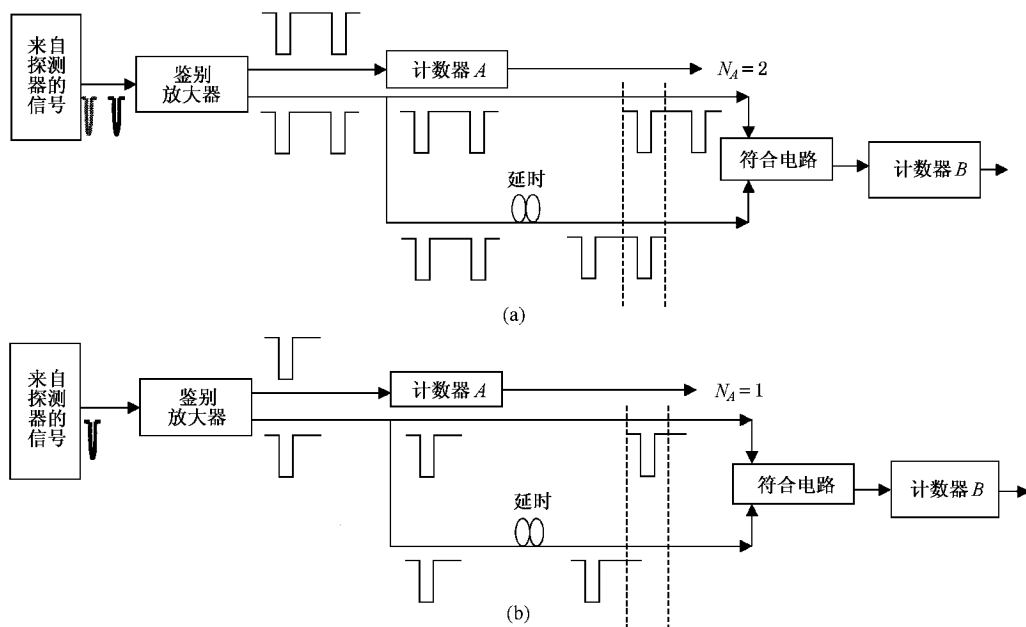 来自探测器的信号
鉴别
放大器
计数器 A
N_A=2
符合电路
计数器 B
延时
(a)
来自探测器的信号
鉴别
放大器
计数器 A
N_A=1
符合电路
计数器 B
延时
(b)